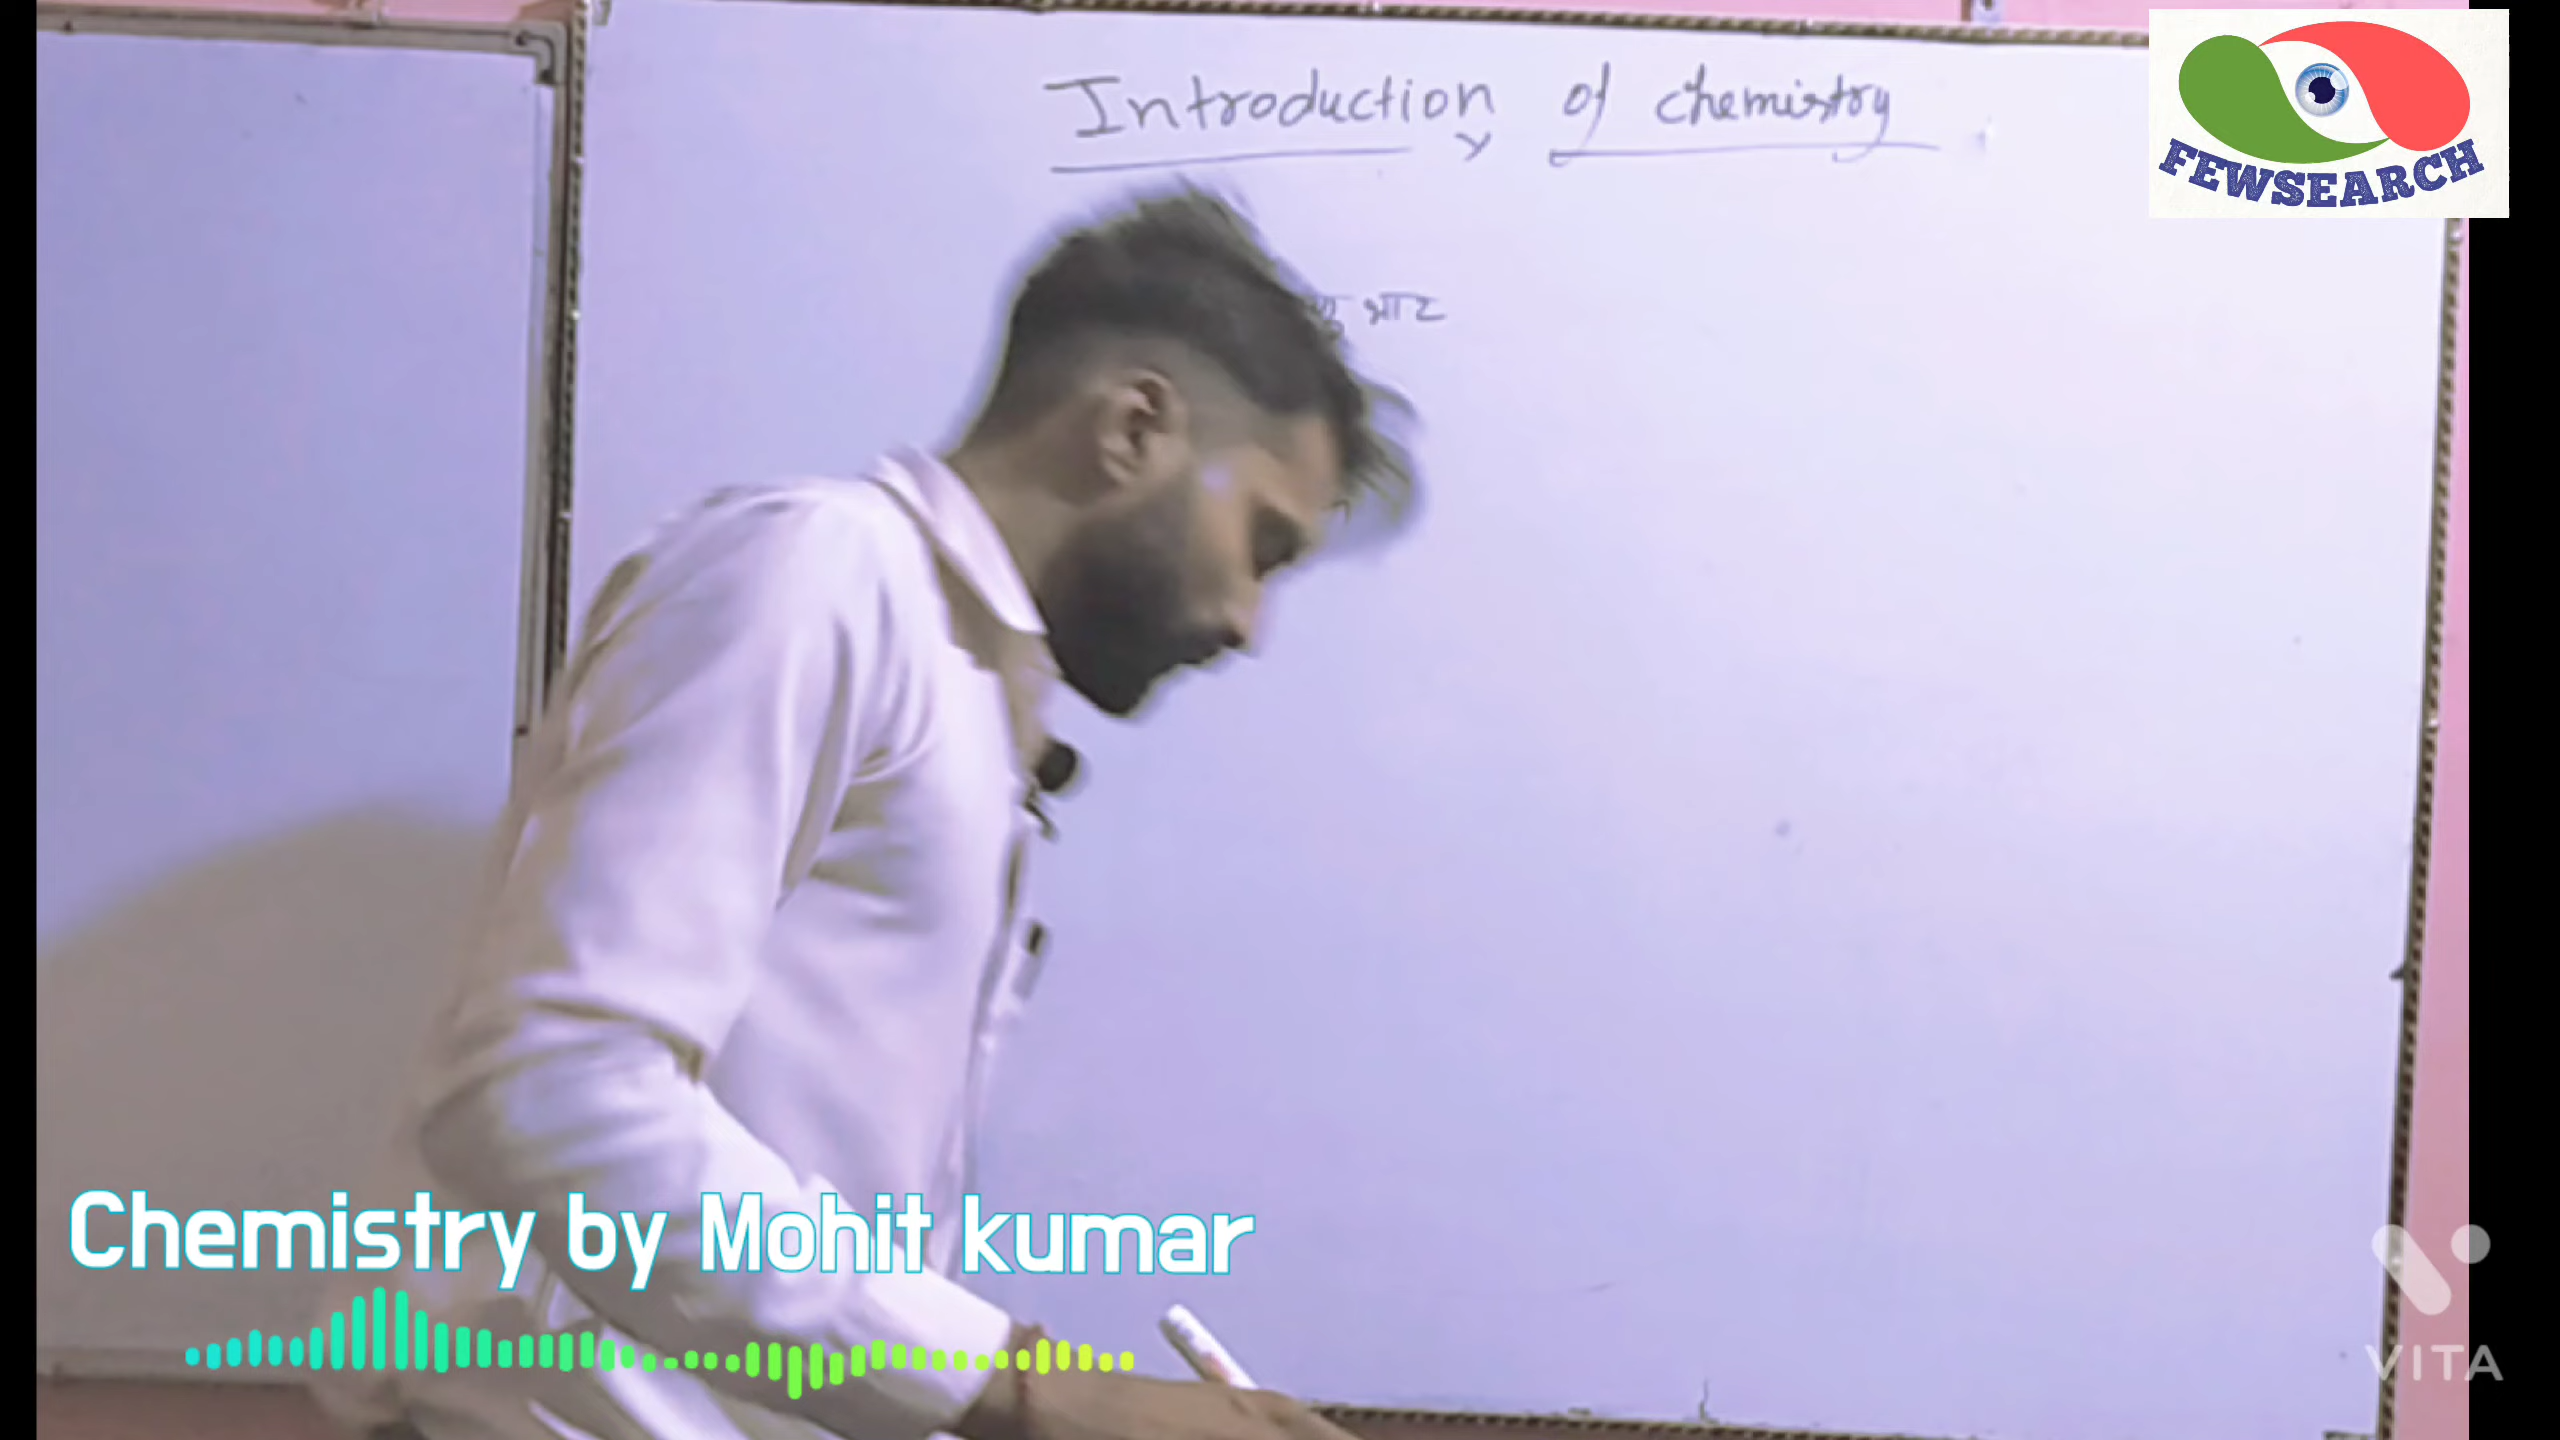 Introduction of chemistry
FEWSEARCH
भार
Chemistry by Mohit kumar
VITA